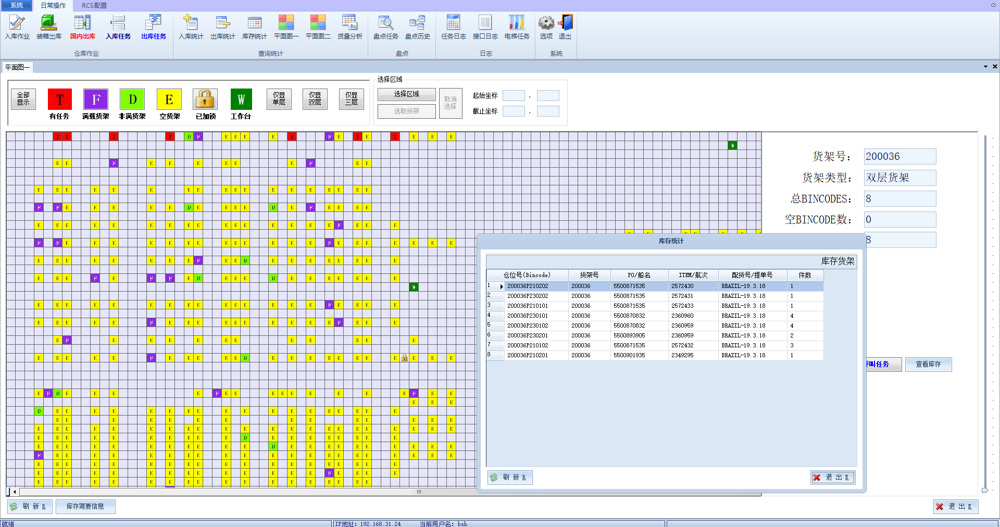 系统 日常操作 RCS配置
入库作业 装箱出库 国内出库 入库任务 出库任务 入库统计 出库统计 库存统计 平面图一 平面图二 货量分析 盘点任务 盘点历史 任务日志 接口日志 电梯任务 选项 退出
仓库作业 查询统计 盘点 日志 系统
平面图一
全部显示 T F D E W 仅显单层 仅显双层 仅显三层
有任务 满载货架 非满货架 空货架 已加锁 工作台
选择区域
选择区域 取消选择 起始坐标 ,
选取货架 截止坐标 ,
货架号: 200036
货架类型: 双层货架
总BINCODES: 8
空BINCODE数: 0
8
库存统计
库存货架
仓位号(Bincode) 货架号 PO/船名 ITEM/航次 配货号/提单号 件数
1 200036P210202 200036 5500871535 2572430 BRAZIL-19.3.18 1
2 200036P230202 200036 5500871535 2572431 BRAZIL-19.3.18 1
3 200036P210101 200036 5500871535 2572433 BRAZIL-19.3.18 1
4 200036P230101 200036 5500870832 2360960 BRAZIL-19.3.18 4
5 200036P230102 200036 5500870832 2360959 BRAZIL-19.3.18 4
6 200036P230201 200036 5500893905 2360959 BRAZIL-19.3.18 2
7 200036P210102 200036 5500871535 2572432 BRAZIL-19.3.18 3
8 200036P210201 200036 5500901935 2349295 BRAZIL-19.3.18 1
呼叫任务 查看库存
刷 新 R 退 出 E
刷 新 R 库存简要信息 退 出 E
就绪 IP地址: 192.168.31.24 当前用户名: bsh